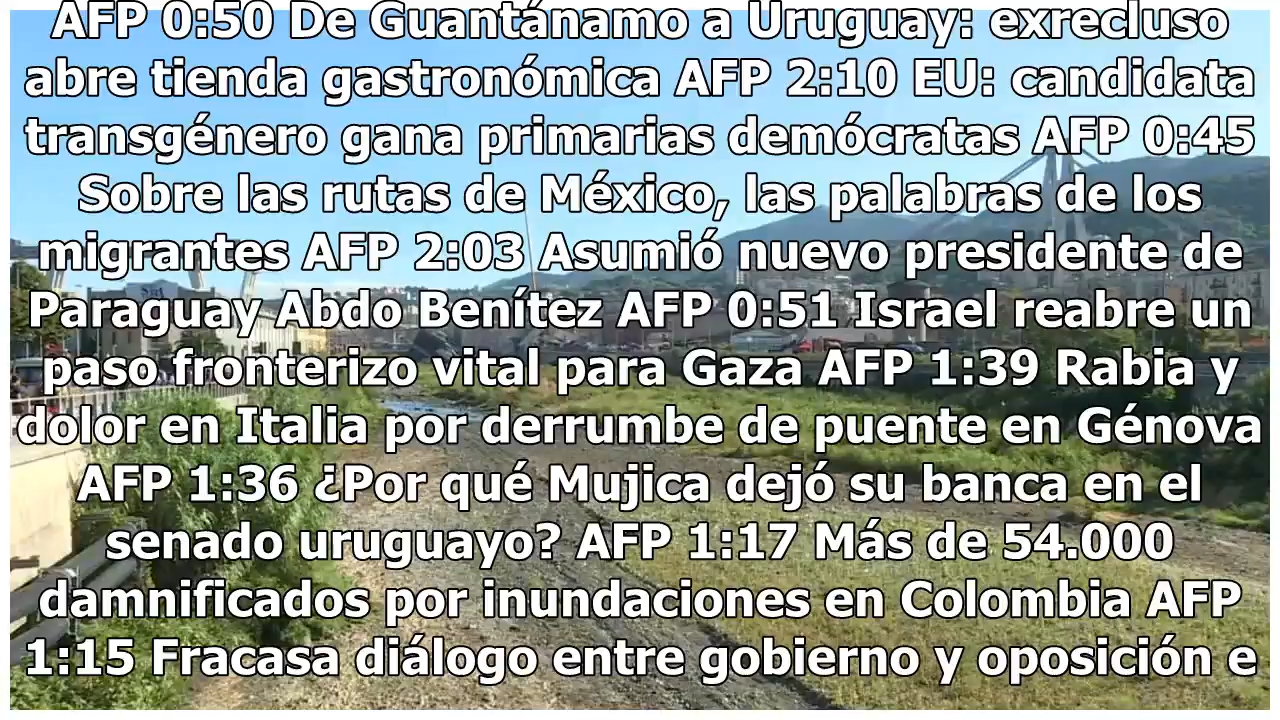 AFP 0:50 De Guantánamo a Uruguay: exrecluso
abre tienda gastronómica AFP 2:10 EU: candidata
transgénero gana primarias demócratas AFP 0:45
Sobre las rutas de México, las palabras de los
migrantes AFP 2:03 Asumió nuevo presidente de
Paraguay Abdo Benítez AFP 0:51 Israel reabre un
paso fronterizo vital para Gaza AFP 1:39 Rabia y
dolor en Italia por derrumbe de puente en Génova
AFP 1:36 ¿Por qué Mujica dejó su banca en el
senado uruguayo? AFP 1:17 Más de 54.000
damnificados por inundaciones en Colombia AFP
1:15 Fracasa diálogo entre gobierno y oposición e